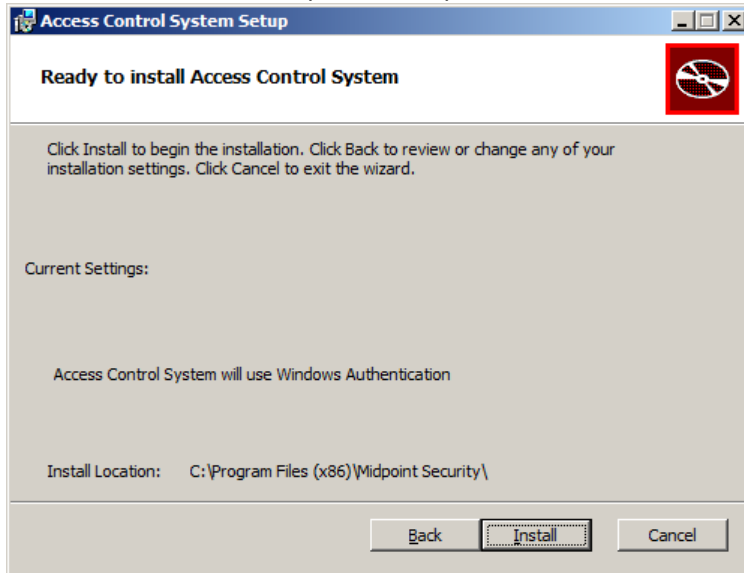 Access Control System Setup
Ready to install Access Control System
Click Install to begin the installation. Click Back to review or change any of your
installation settings. Click Cancel to exit the wizard.
Current Settings:
Access Control System will use Windows Authentication
Install Location: C:\Program Files (x86)\Midpoint Security\
Back Install Cancel